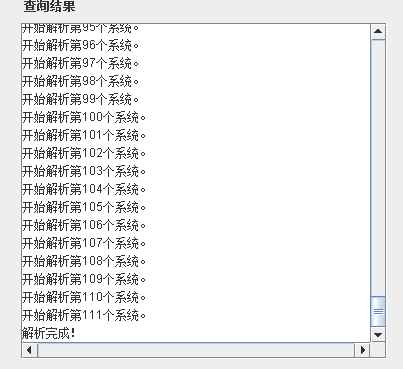 查询结果
开始解析第95个系统。
开始解析第96个系统。
开始解析第97个系统。
开始解析第98个系统。
开始解析第99个系统。
开始解析第100个系统。
开始解析第101个系统。
开始解析第102个系统。
开始解析第103个系统。
开始解析第104个系统。
开始解析第105个系统。
开始解析第106个系统。
开始解析第107个系统。
开始解析第108个系统。
开始解析第109个系统。
开始解析第110个系统。
开始解析第111个系统。
解析完成!